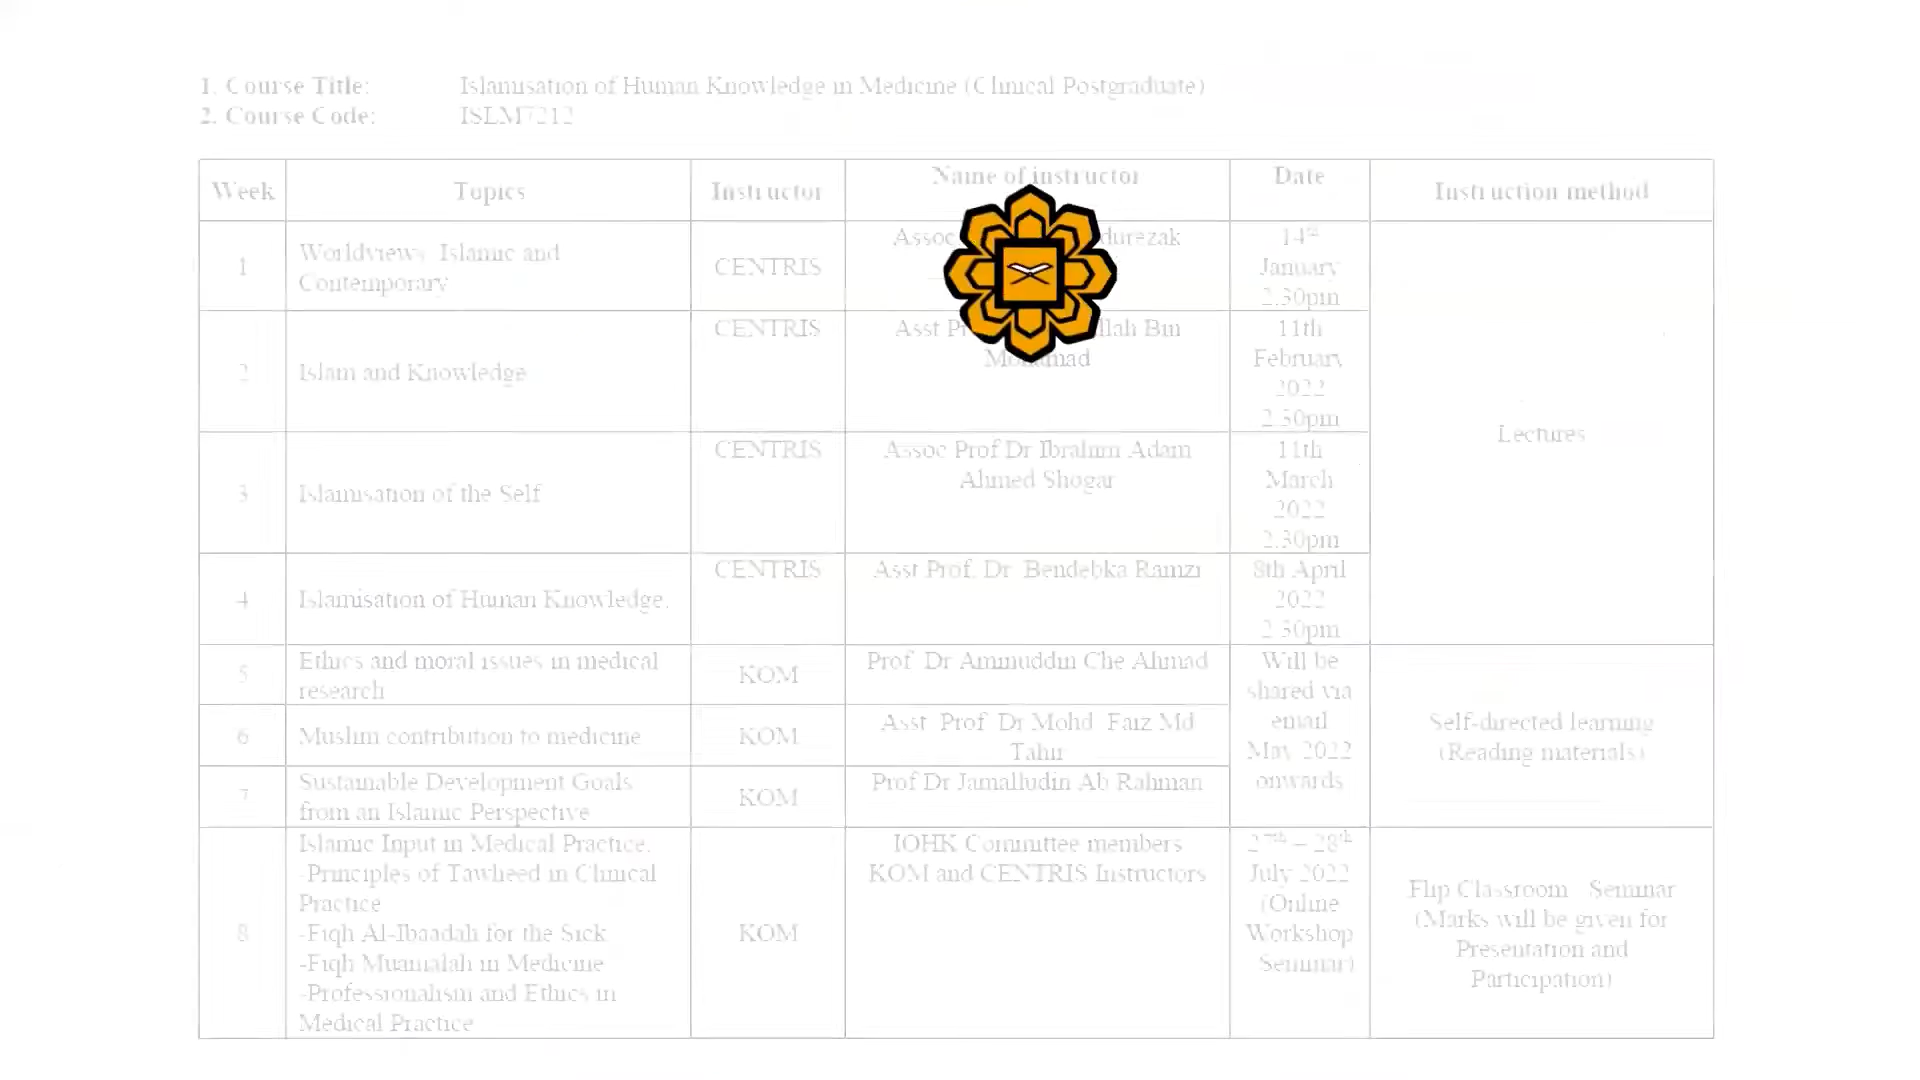 1. Course Title: Islamisation of Human Knowledge in Medicine (Clinical Postgraduate)
2. Course Code: ISLM7212
Week Topics Instructor Name of instructor Date Instruction method
1 Worldviews Islamic and Contemporary CENTRIS Assoc durezak 14th January 2.30pm
2 Islam and Knowledge CENTRIS Asst llah Bin Mohamad 11th February 2022 2.30pm
3 Islamisation of the Self CENTRIS Assoc Prof Dr Ibrahim Adam Ahmed Shogar 11th March 2022 2.30pm
Lectures
4 Islamisation of Human Knowledge. CENTRIS Asst Prof. Dr Bendebka Ramzi 8th April 2022 2.30pm
5 Ethics and moral issues in medical research KOM Prof Dr Aminuddin Che Ahmad
6 Muslim contribution to medicine KOM Asst Prof Dr Mohd Faiz Md Tahir
7 Sustainable Development Goals from an Islamic Perspective KOM Prof Dr Jamalludin Ab Rahman
Will be shared via email May 2022 onwards
Self-directed learning
(Reading materials)
8 Islamic Input in Medical Practice.
-Principles of Tawheed in Clinical Practice
-Fiqh Al-Ibaadah for the Sick
-Fiqh Muamalah in Medicine
-Professionalism and Ethics in Medical Practice
KOM
IOHK Committee members
KOM and CENTRIS Instructors
27th – 28th July 2022
(Online Workshop Seminar)
Flip Classroom Seminar
(Marks will be given for Presentation and Participation)